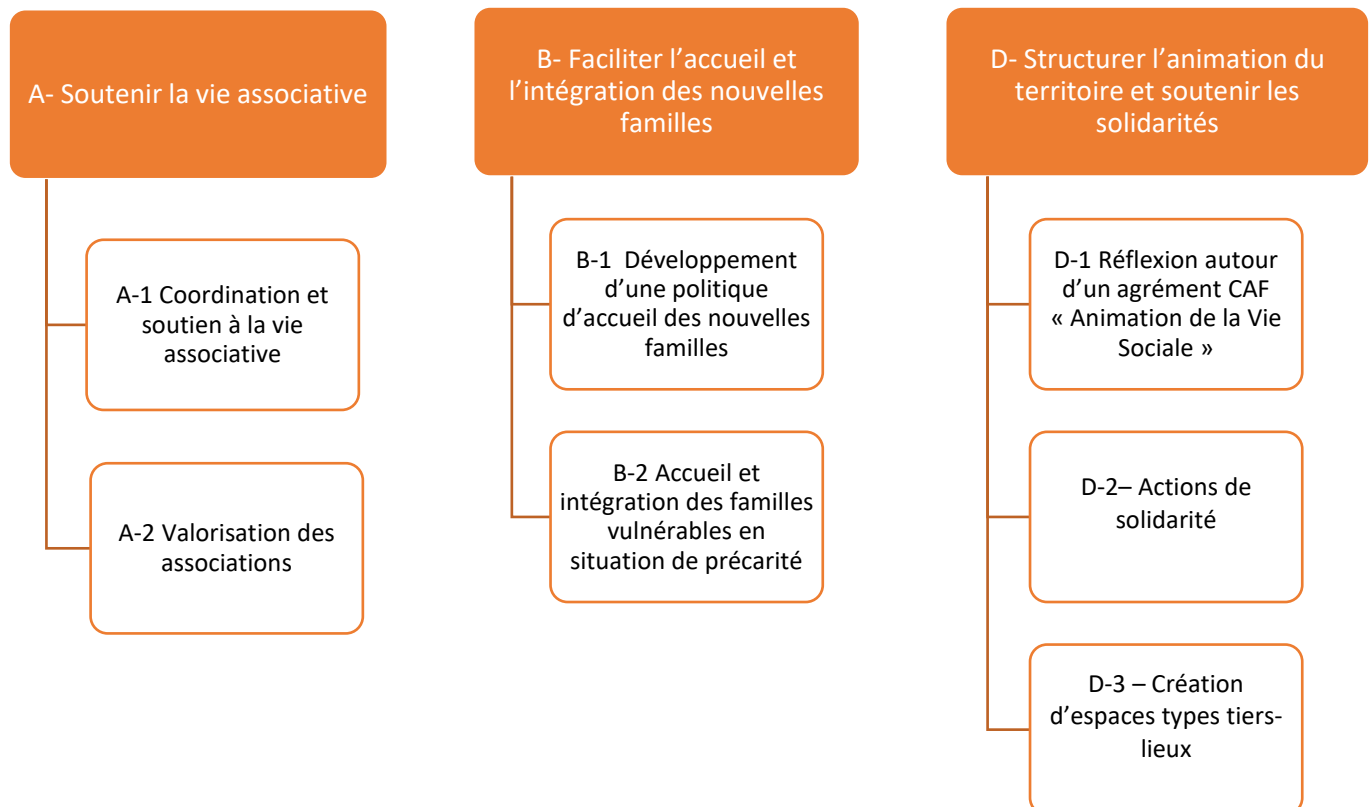 A- Soutenir la vie associative
A-1 Coordination et
soutien à la vie
associative
A-2 Valorisation des
associations
B- Faciliter l’accueil et
l’intégration des nouvelles
familles
B-1  Développement
d’une politique
d’accueil des nouvelles
familles
B-2 Accueil et
intégration des familles
vulnérables en
situation de précarité
D- Structurer l’animation du
territoire et soutenir les
solidarités
D-1 Réflexion autour
d’un agrément CAF
« Animation de la Vie
Sociale »
D-2– Actions de
solidarité
D-3 – Création
d’espaces types tiers-
lieux